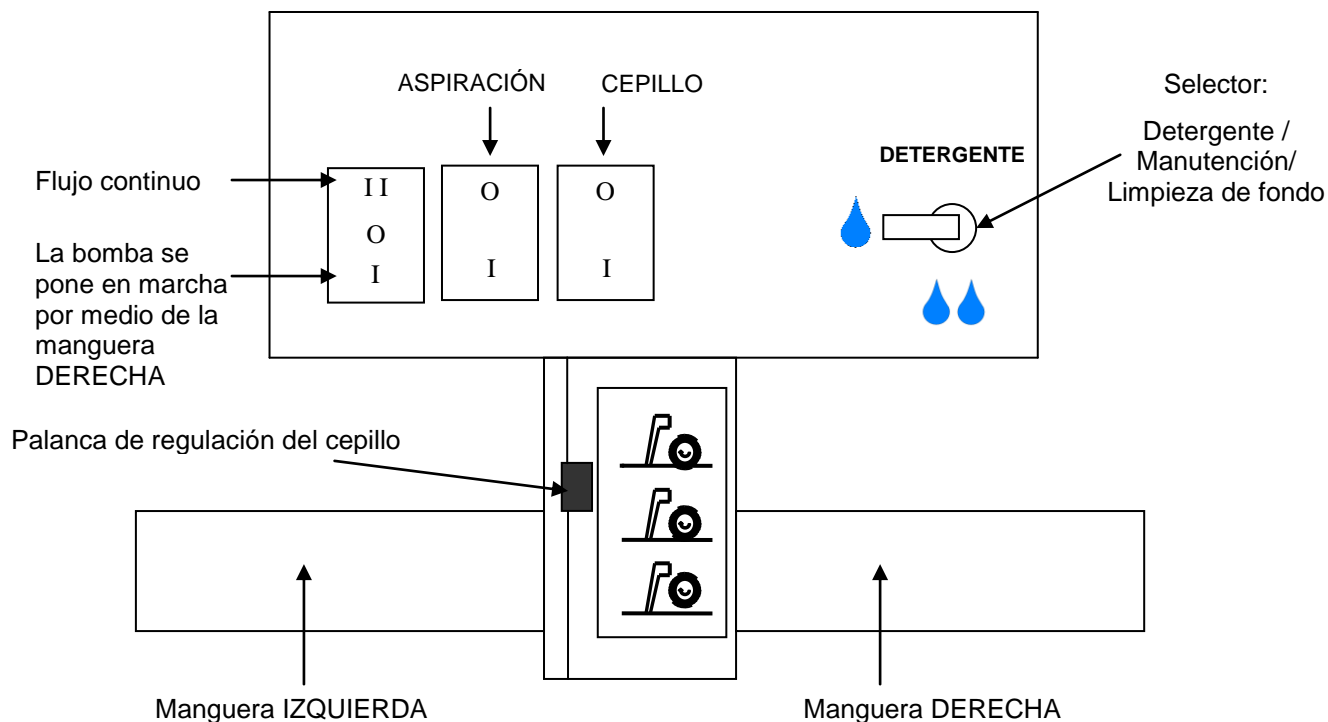 ASPIRACIÓN
CEPILLO
Selector:
Detergente /
Manutención/
Limpieza de fondo
DETERGENTE
Flujo continuo
II
O
I
O
I
O
I
La bomba se
pone en marcha
por medio de la
manguera
DERECHA
Palanca de regulación del cepillo
Manguera IZQUIERDA
Manguera DERECHA